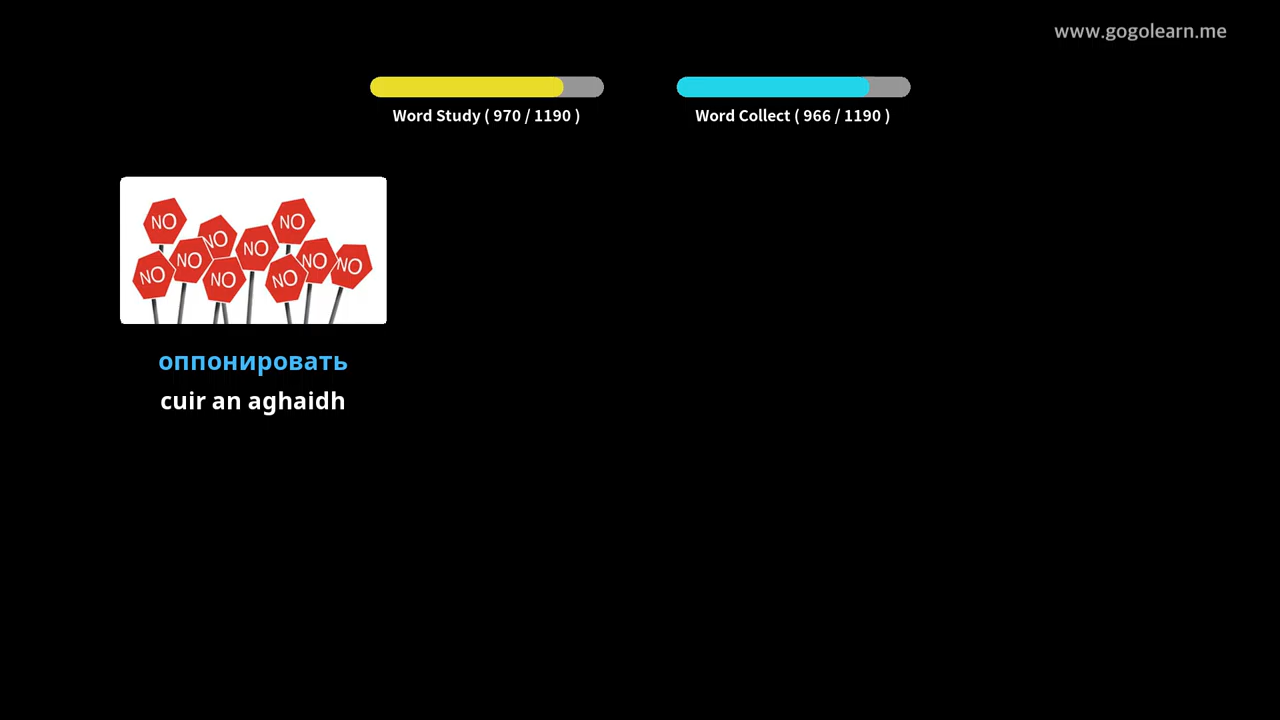 www.gogolearn.me
Word Study ( 970 / 1190 )
Word Collect ( 966 / 1190 )
NO
NO
NO
NO
NO
NO
NO
NO
NO
NO
оппонировать
cuir an aghaidh